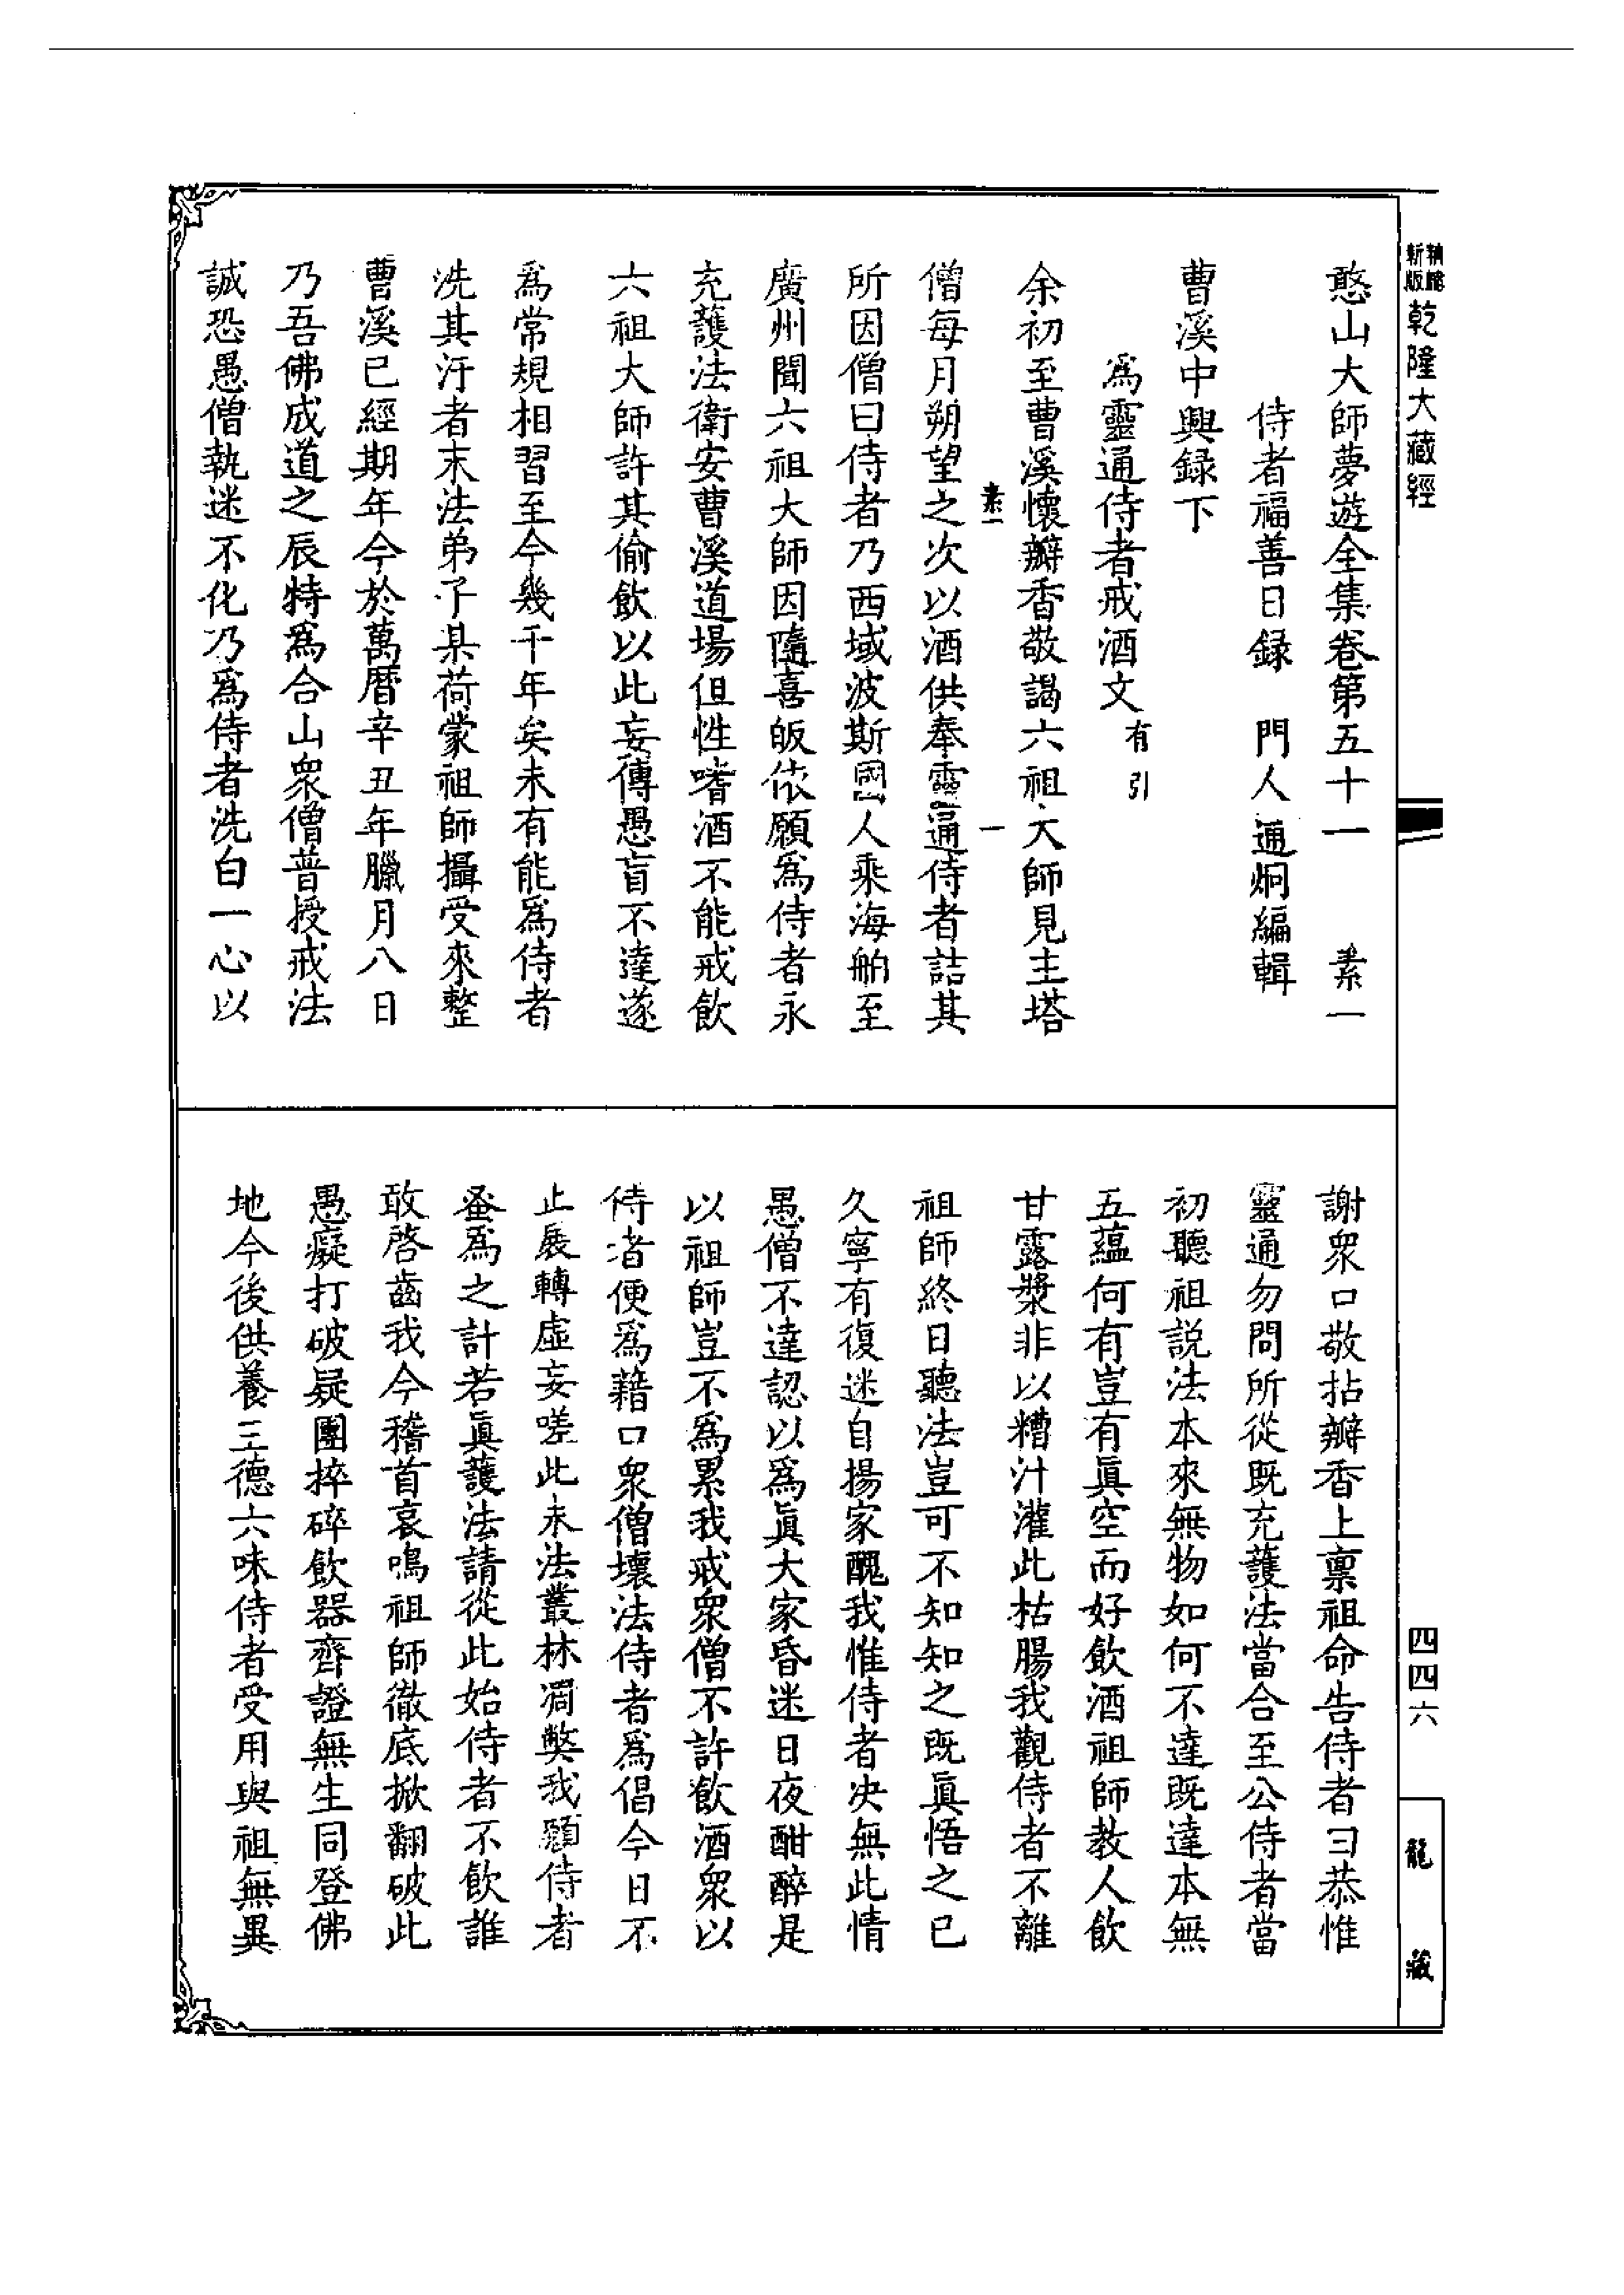 新版
乾隆大藏經
憨山大師夢遊全集卷第五十一　素一
侍者福善日録　門人通炯編輯
曹溪中興録下
為靈通侍者戒酒文有引
余初至曹溪懷瓣香敬謁六祖大師見主塔
素一　一
僧每月朔望之次以酒供奉靈通侍者詰其
所因僧曰侍者乃西域波斯國人乘海舶至
廣州聞六祖大師因隨喜皈依願為侍者永
充護法衛安曹溪道場但性嗜酒不能戒飲
六祖大師許其偷飲以此妄傳愚盲不達遂
為常規相習至今幾千年矣未有能為侍者
洗其汙者末法弟子某荷蒙祖師攝受來整
曹溪已經期年今於萬曆辛丑年臘月八日
乃吾佛成道之辰特為合山衆僧普授戒法
誠恐愚僧執迷不化乃為侍者洗白一心以
謝衆口敬拈瓣香上禀祖命告侍者曰恭惟
靈通勿問所從既充護法當合至公侍者當
初聽祖説法本來無物如何不達既達本無
五蘊何有豈有眞空而好飲酒祖師教人飲
甘露漿非以糟汁灌此枯腸我觀侍者不離
祖師終日聽法豈可不知知之既眞悟之已
久寧有復迷自揚家醜我惟侍者决無此情
愚僧不達認以為眞大家昏迷日夜酣醉是
以祖師豈不為累我戒衆僧不許飲酒衆以
侍者便為藉口衆僧壞法侍者為倡今日不
止展轉虛妄嗟此末法叢林凋獘我願侍者
蚤為之計若眞護法請從此始侍者不飲誰
敢啓齒我今稽首哀鳴祖師徹底掀翻破此
愚癡打破疑團捽碎飲器齊證無生同登佛
地今後供養三德六味侍者受用與祖無異
四四六
龍藏